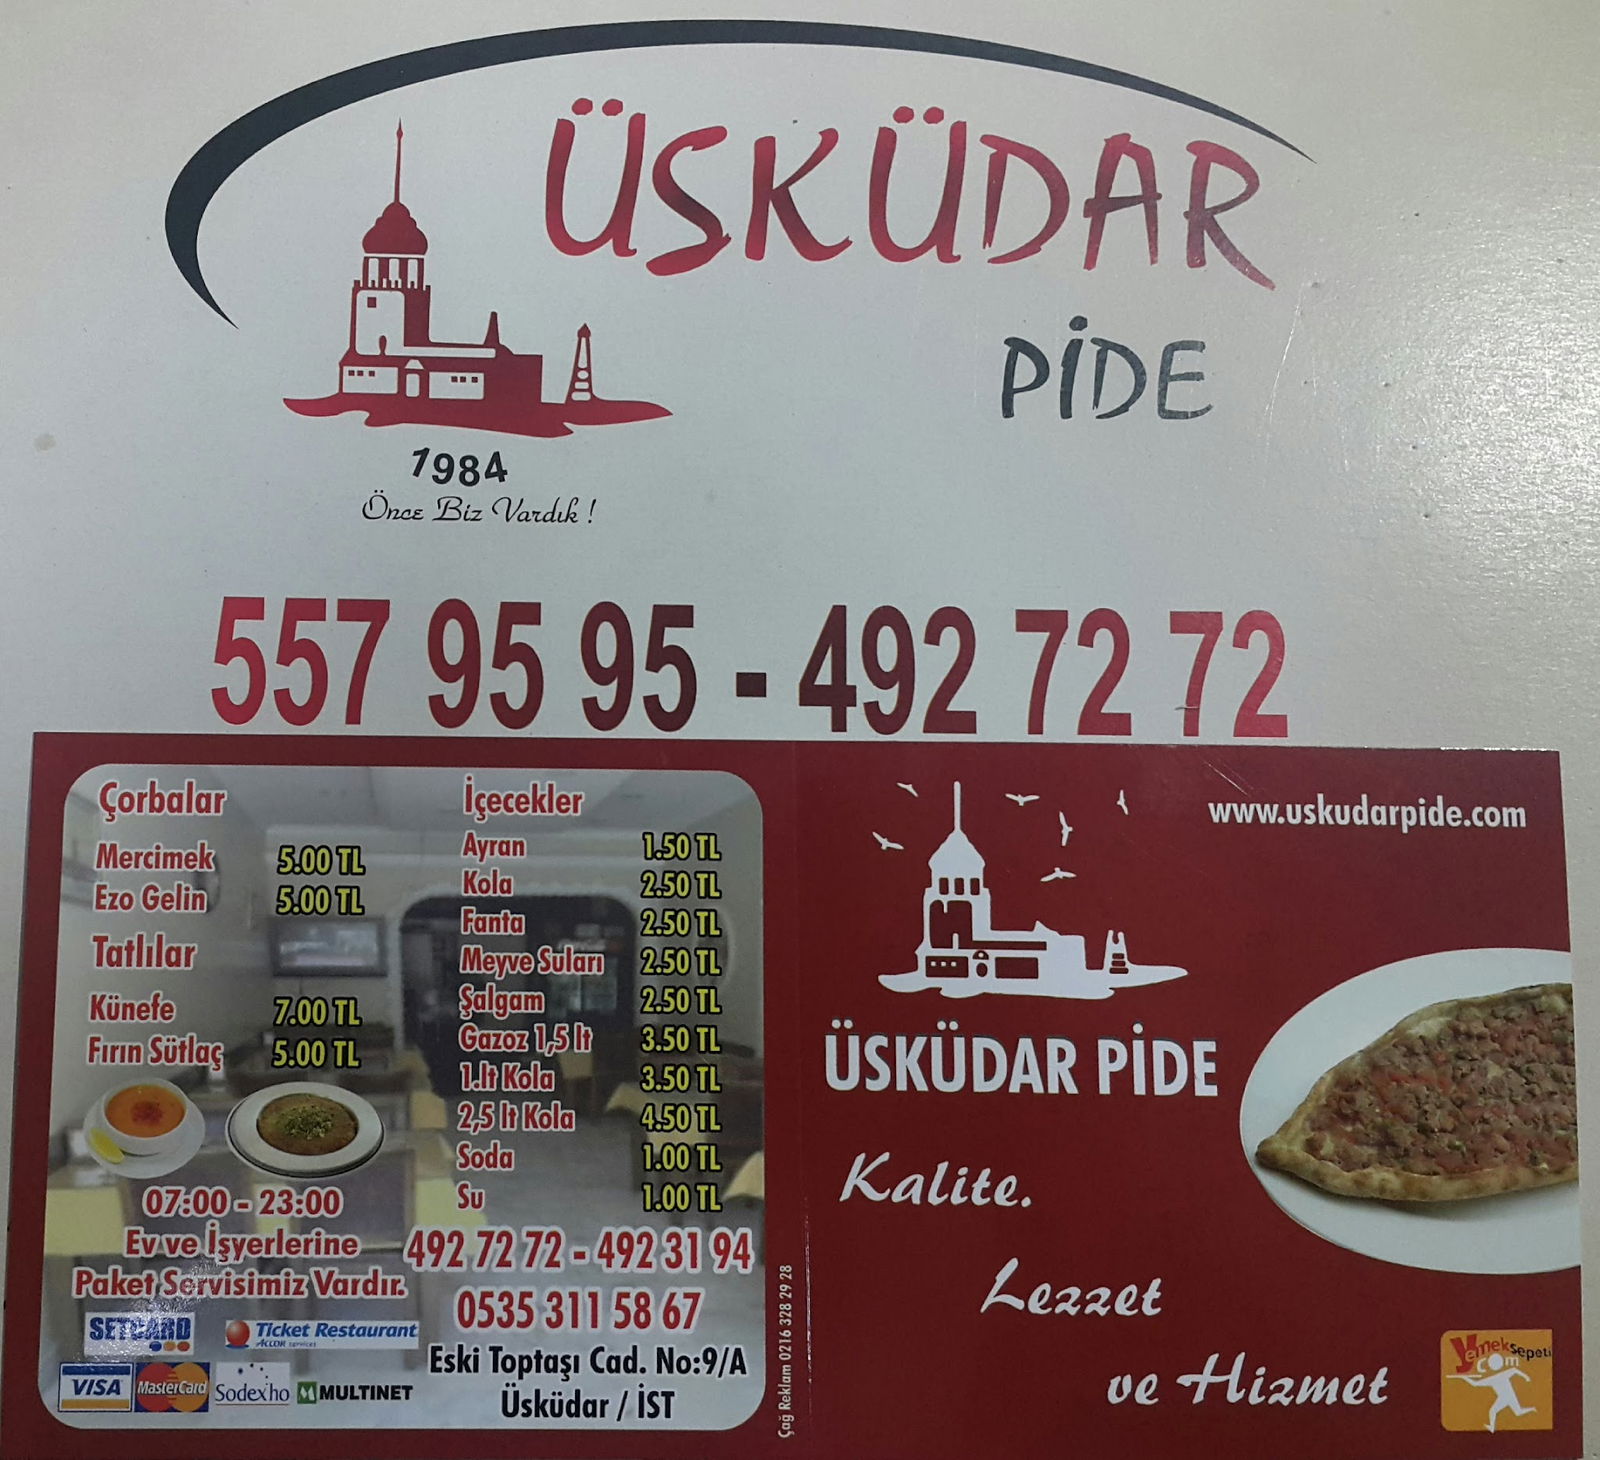 ÜSKÜDAR
PİDE
1984
Önce Biz Vardık !
557 95 95 - 492 72 72
Çorbalar
Mercimek 5.00 TL
Ezo Gelin 5.00 TL
Tatlılar
Künefe 7.00 TL
Fırın Sütlaç 5.00 TL
07:00 - 23:00
Ev ve İşyerlerine
Paket Servisimiz Vardır.
SETCARD
Ticket Restaurant
ACCOR services
VISA MasterCard Sodexho MULTINET
İçecekler
Ayran 1.50 TL
Kola 2.50 TL
Fanta 2.50 TL
Meyve Suları 2.50 TL
Şalgam 2.50 TL
Gazoz 1,5 lt 3.50 TL
1.lt Kola 3.50 TL
2,5 lt Kola 4.50 TL
Soda 1.00 TL
Su 1.00 TL
492 72 72 - 492 31 94
0535 311 58 67
Eski Toptaşı Cad. No:9/A
Üsküdar / İST
Çağ Reklam 0216 328 29 28
www.uskudarpide.com
ÜSKÜDAR PİDE
Kalite.
Lezzet
ve Hizmet
Yemek Sepeti
com